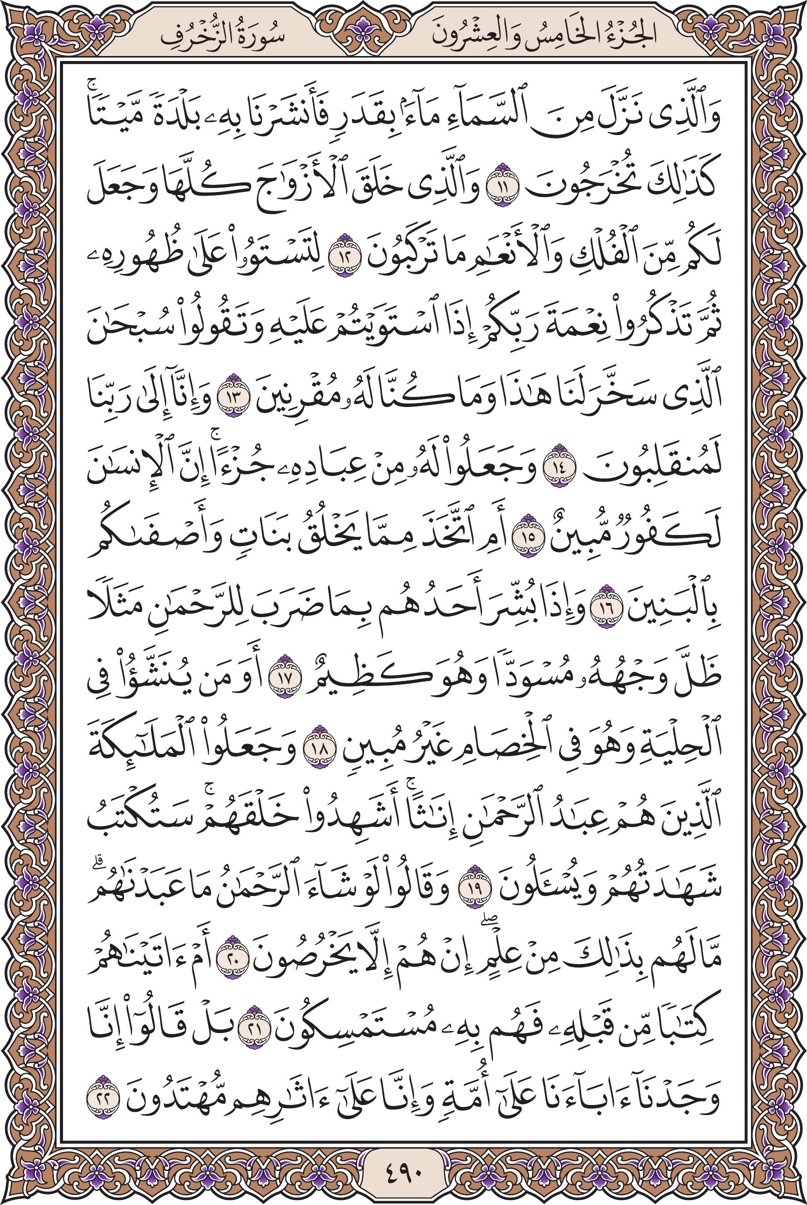 الجُزْءُ الخَامِسُ وَالعِشْرُونَ
سُورَةُ الزُّخْرُفِ
وَٱلَّذِى نَزَّلَ مِنَ ٱلسَّمَآءِ مَآءًۢ بِقَدَرٍ فَأَنشَرْنَا بِهِۦ بَلْدَةً مَّيْتًاۚ
كَذَٰلِكَ تُخْرَجُونَ ١١ وَٱلَّذِى خَلَقَ ٱلْأَزْوَٰجَ كُلَّهَا وَجَعَلَ
لَكُم مِّنَ ٱلْفُلْكِ وَٱلْأَنْعَٰمِ مَا تَرْكَبُونَ ١٢ لِتَسْتَوُۥا۟ عَلَىٰ ظُهُورِهِۦ
ثُمَّ تَذْكُرُوا۟ نِعْمَةَ رَبِّكُمْ إِذَا ٱسْتَوَيْتُمْ عَلَيْهِ وَتَقُولُوا۟ سُبْحَٰنَ
ٱلَّذِى سَخَّرَ لَنَا هَٰذَا وَمَا كُنَّا لَهُۥ مُقْرِنِينَ ١٣ وَإِنَّآ إِلَىٰ رَبِّنَا
لَمُنقَلِبُونَ ١٤ وَجَعَلُوا۟ لَهُۥ مِنْ عِبَادِهِۦ جُزْءًاۚ إِنَّ ٱلْإِنسَٰنَ
لَكَفُورٌ مُّبِينٌ ١٥ أَمِ ٱتَّخَذَ مِمَّا يَخْلُقُ بَنَاتٍ وَأَصْفَىٰكُم
بِٱلْبَنِينَ ١٦ وَإِذَا بُشِّرَ أَحَدُهُم بِمَا ضَرَبَ لِلرَّحْمَٰنِ مَثَلًا
ظَلَّ وَجْهُهُۥ مُسْوَدًّا وَهُوَ كَظِيمٌ ١٧ أَوَمَن يُنَشَّؤُا۟ فِى
ٱلْحِلْيَةِ وَهُوَ فِى ٱلْخِصَامِ غَيْرُ مُبِينٍ ١٨ وَجَعَلُوا۟ ٱلْمَلَٰٓئِكَةَ
ٱلَّذِينَ هُمْ عِبَٰدُ ٱلرَّحْمَٰنِ إِنَٰثًاۚ أَشَهِدُوا۟ خَلْقَهُمْۚ سَتُكْتَبُ
شَهَٰدَتُهُمْ وَيُسْـَٔلُونَ ١٩ وَقَالُوا۟ لَوْ شَآءَ ٱلرَّحْمَٰنُ مَا عَبَدْنَٰهُمۗ
مَّا لَهُم بِذَٰلِكَ مِنْ عِلْمٍۖ إِنْ هُمْ إِلَّا يَخْرُصُونَ ٢٠ أَمْ ءَاتَيْنَٰهُمْ
كِتَٰبًا مِّن قَبْلِهِۦ فَهُم بِهِۦ مُسْتَمْسِكُونَ ٢١ بَلْ قَالُوٓا۟ إِنَّا
وَجَدْنَآ ءَابَآءَنَا عَلَىٰٓ أُمَّةٍ وَإِنَّا عَلَىٰٓ ءَاثَٰرِهِم مُّهْتَدُونَ ٢٢
٤٩٠